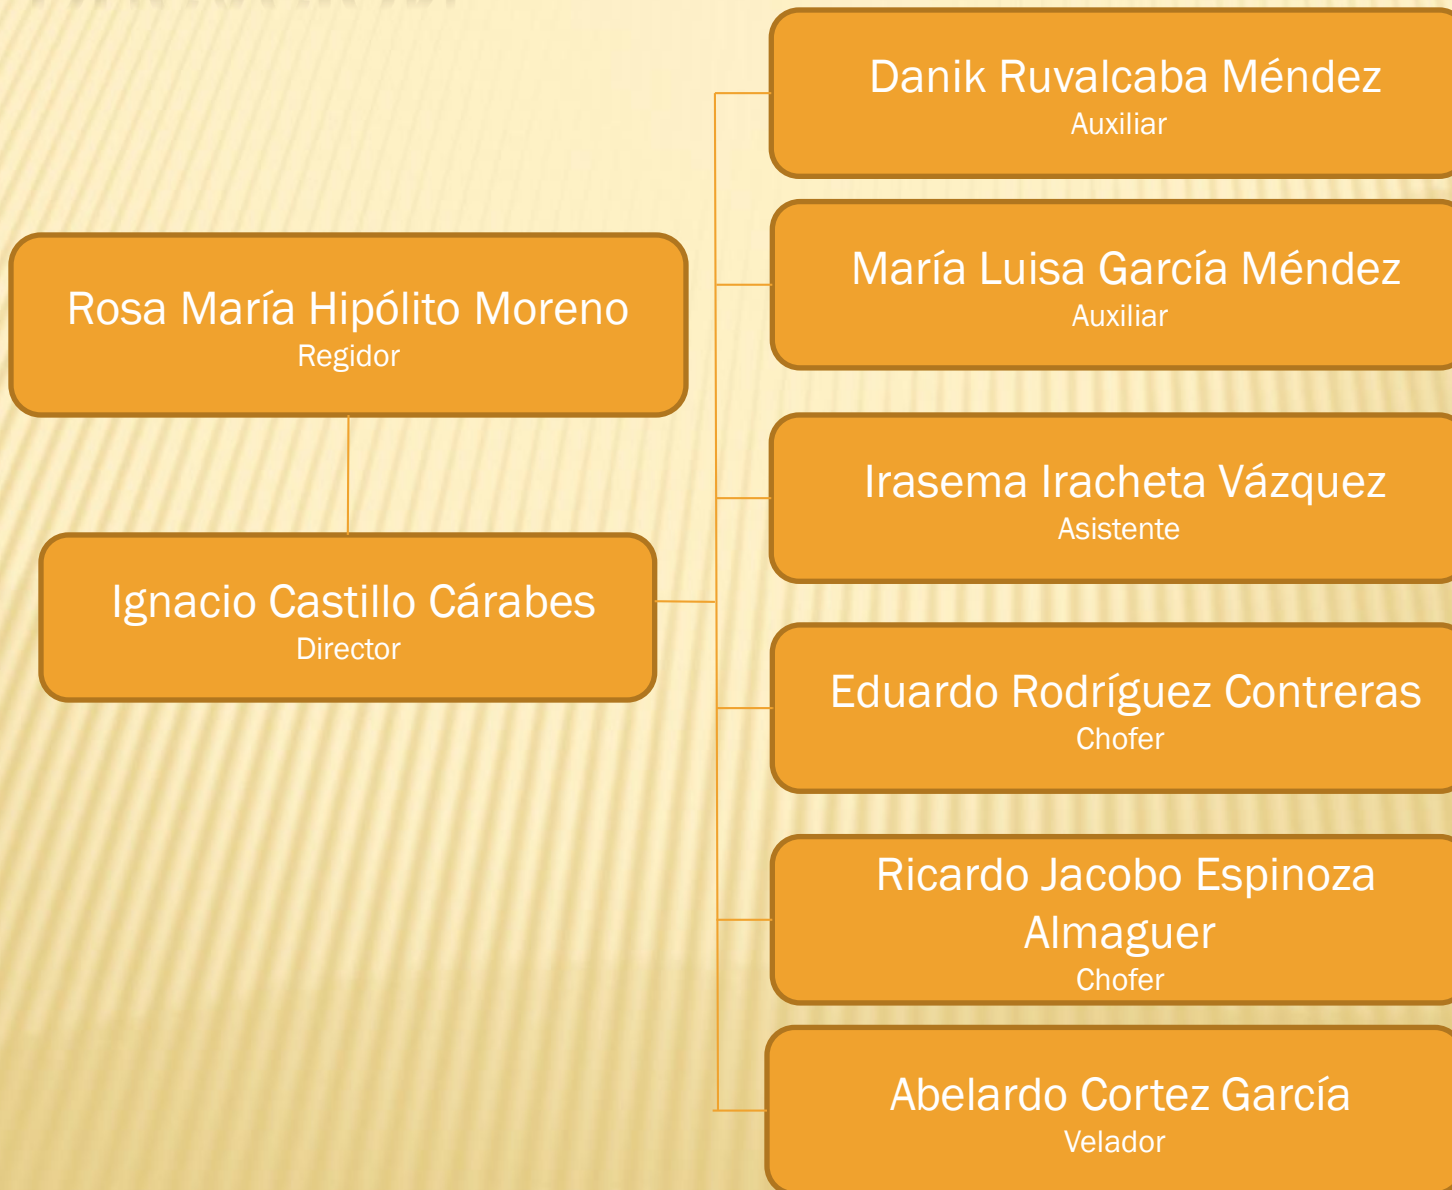 Rosa María Hipólito Moreno
Regidor
Ignacio Castillo Cárabes
Director
Danik Ruvalcaba Méndez
Auxiliar
María Luisa García Méndez
Auxiliar
Irasema Iracheta Vázquez
Asistente
Eduardo Rodríguez Contreras
Chofer
Ricardo Jacobo Espinoza
Almaguer
Chofer
Abelardo Cortez García
Velador